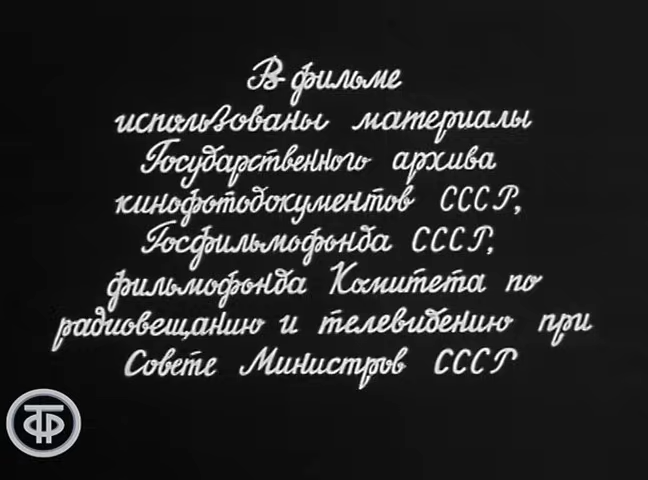 В фильме
использованы материалы
Государственного архива
кинофотодокументов СССР,
Госфильмофонда СССР,
фильмофонда Комитета по
радиовещанию и телевидению при
Совете Министров СССР